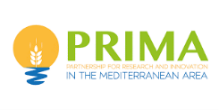 PRIMA
PARTNERSHIP FOR RESEARCH AND INNOVATION
IN THE MEDITERRANEAN AREA